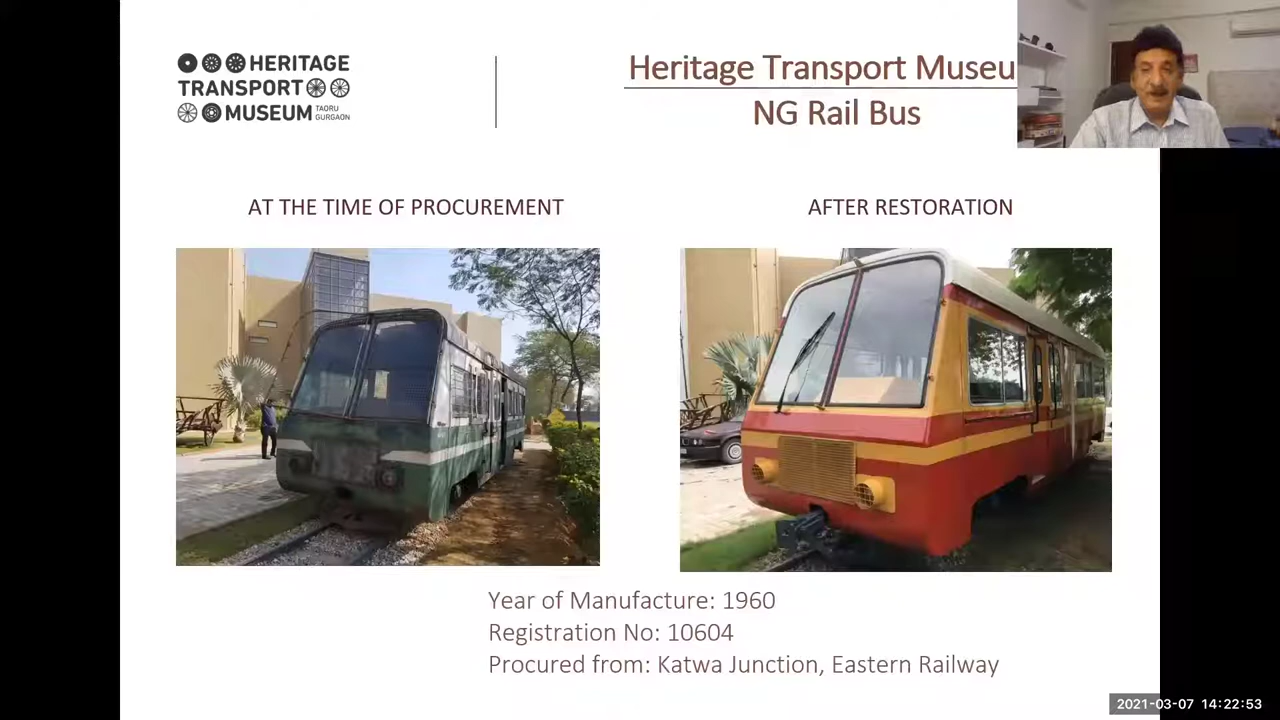 HERITAGE
TRANSPORT
MUSEUM TAORU GURGAON
Heritage Transport Museu
NG Rail Bus
AT THE TIME OF PROCUREMENT
AFTER RESTORATION
Year of Manufacture: 1960
Registration No: 10604
Procured from: Katwa Junction, Eastern Railway
2021-03-07 14:22:53